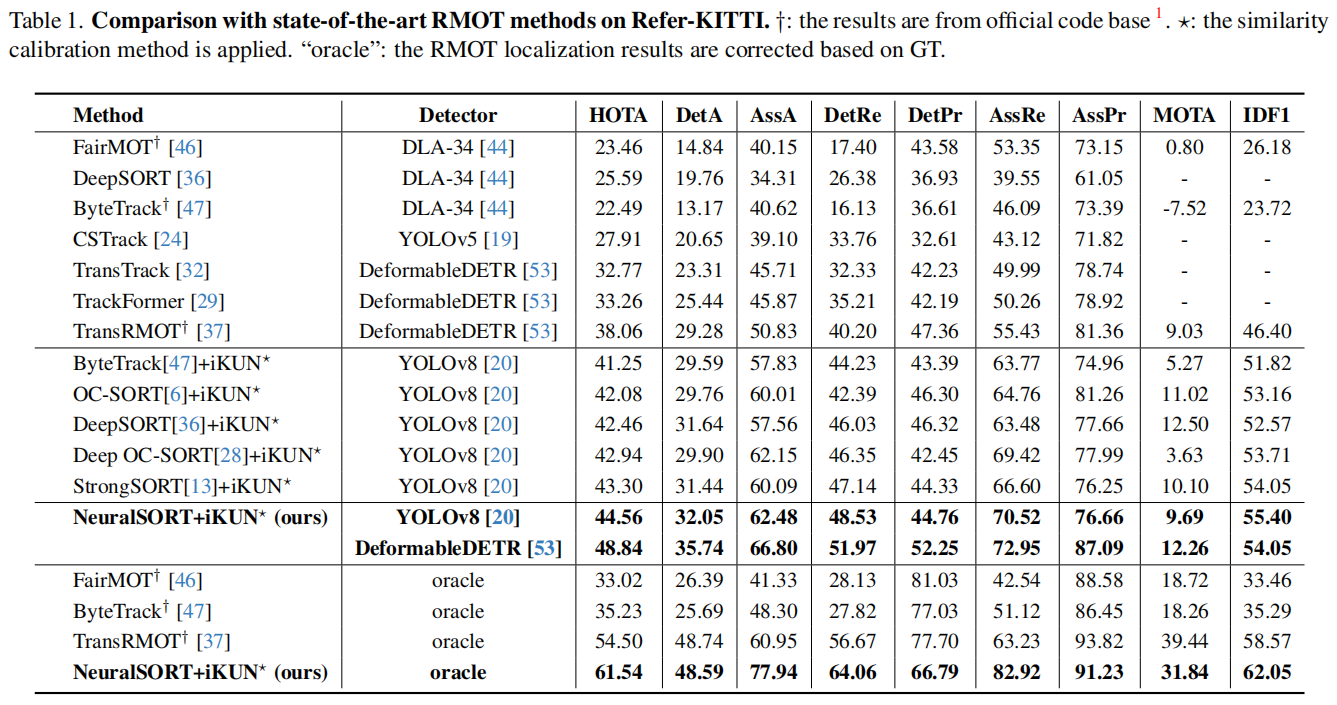 Table 1. Comparison with state-of-the-art RMOT methods on Refer-KITTI. †: the results are from official code base 1. ⋆: the similarity
calibration method is applied. “oracle”: the RMOT localization results are corrected based on GT.
Method Detector HOTA DetA AssA DetRe DetPr AssRe AssPr MOTA IDF1
FairMOT† [46] DLA-34 [44] 23.46 14.84 40.15 17.40 43.58 53.35 73.15 0.80 26.18
DeepSORT [36] DLA-34 [44] 25.59 19.76 34.31 26.38 36.93 39.55 61.05 - -
ByteTrack† [47] DLA-34 [44] 22.49 13.17 40.62 16.13 36.61 46.09 73.39 -7.52 23.72
CSTrack [24] YOLOv5 [19] 27.91 20.65 39.10 33.76 32.61 43.12 71.82 - -
TransTrack [32] DeformableDETR [53] 32.77 23.31 45.71 32.33 42.23 49.99 78.74 - -
TrackFormer [29] DeformableDETR [53] 33.26 25.44 45.87 35.21 42.19 50.26 78.92 - -
TransRMOT† [37] DeformableDETR [53] 38.06 29.28 50.83 40.20 47.36 55.43 81.36 9.03 46.40
ByteTrack[47]+iKUN⋆ YOLOv8 [20] 41.25 29.59 57.83 44.23 43.39 63.77 74.96 5.27 51.82
OC-SORT[6]+iKUN⋆ YOLOv8 [20] 42.08 29.76 60.01 42.39 46.30 64.76 81.26 11.02 53.16
DeepSORT[36]+iKUN⋆ YOLOv8 [20] 42.46 31.64 57.56 46.03 46.32 63.48 77.66 12.50 52.57
Deep OC-SORT[28]+iKUN⋆ YOLOv8 [20] 42.94 29.90 62.15 46.35 42.45 69.42 77.99 3.63 53.71
StrongSORT[13]+iKUN⋆ YOLOv8 [20] 43.30 31.44 60.09 47.14 44.33 66.60 76.25 10.10 54.05
NeuralSORT+iKUN⋆ (ours) YOLOv8 [20] 44.56 32.05 62.48 48.53 44.76 70.52 76.66 9.69 55.40
DeformableDETR [53] 48.84 35.74 66.80 51.97 52.25 72.95 87.09 12.26 54.05
FairMOT† [46] oracle 33.02 26.39 41.33 28.13 81.03 42.54 88.58 18.72 33.46
ByteTrack† [47] oracle 35.23 25.69 48.30 27.82 77.03 51.12 86.45 18.26 35.29
TransRMOT† [37] oracle 54.50 48.74 60.95 56.67 77.70 63.23 93.82 39.44 58.57
NeuralSORT+iKUN⋆ (ours) oracle 61.54 48.59 77.94 64.06 66.79 82.92 91.23 31.84 62.05